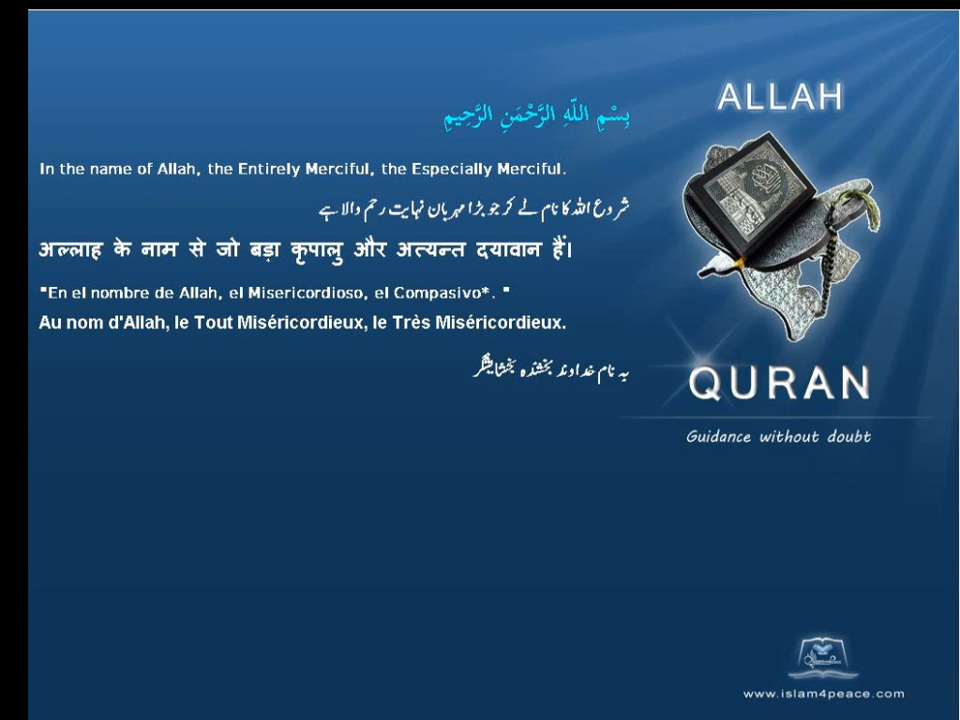 بِسْمِ اللّهِ الرَّحْمَنِ الرَّحِيمِ
In the name of Allah, the Entirely Merciful, the Especially Merciful.
شروع اللہ کا نام لے کر جو بڑا مہربان نہایت رحم والا ہے
अल्लाह के नाम से जो बड़ा कृपालु और अत्यन्त दयावान हैं।
"En el nombre de Allah, el Misericordioso, el Compasivo*. "
Au nom d'Allah, le Tout Miséricordieux, le Très Miséricordieux.
به نام خداوند بخشنده بخشایشگر
ALLAH
QURAN
Guidance without doubt
www.islam4peace.com